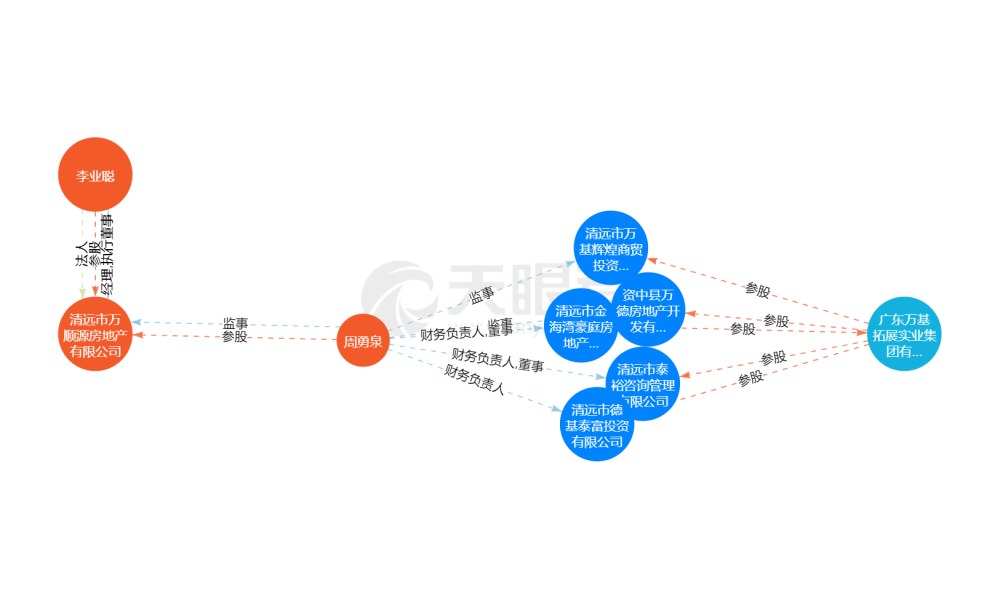 李业聪
法人
参股
经理,执行董事
清远市万
顺源房地产
有限公司
监事
参股
周勇泉
天眼
监事
财务负责人,董事
监事
财务负责人,董事
财务负责人
清远市万
基辉煌商贸
投资...
资中县万
德房地产开
发有...
清远市金
海湾豪庭房
地产...
清远市泰
裕咨询管理
有限公司
清远市德
基泰富投资
有限公司
参股
参股
参股
参股
参股
广东万基
拓展实业集
团有...